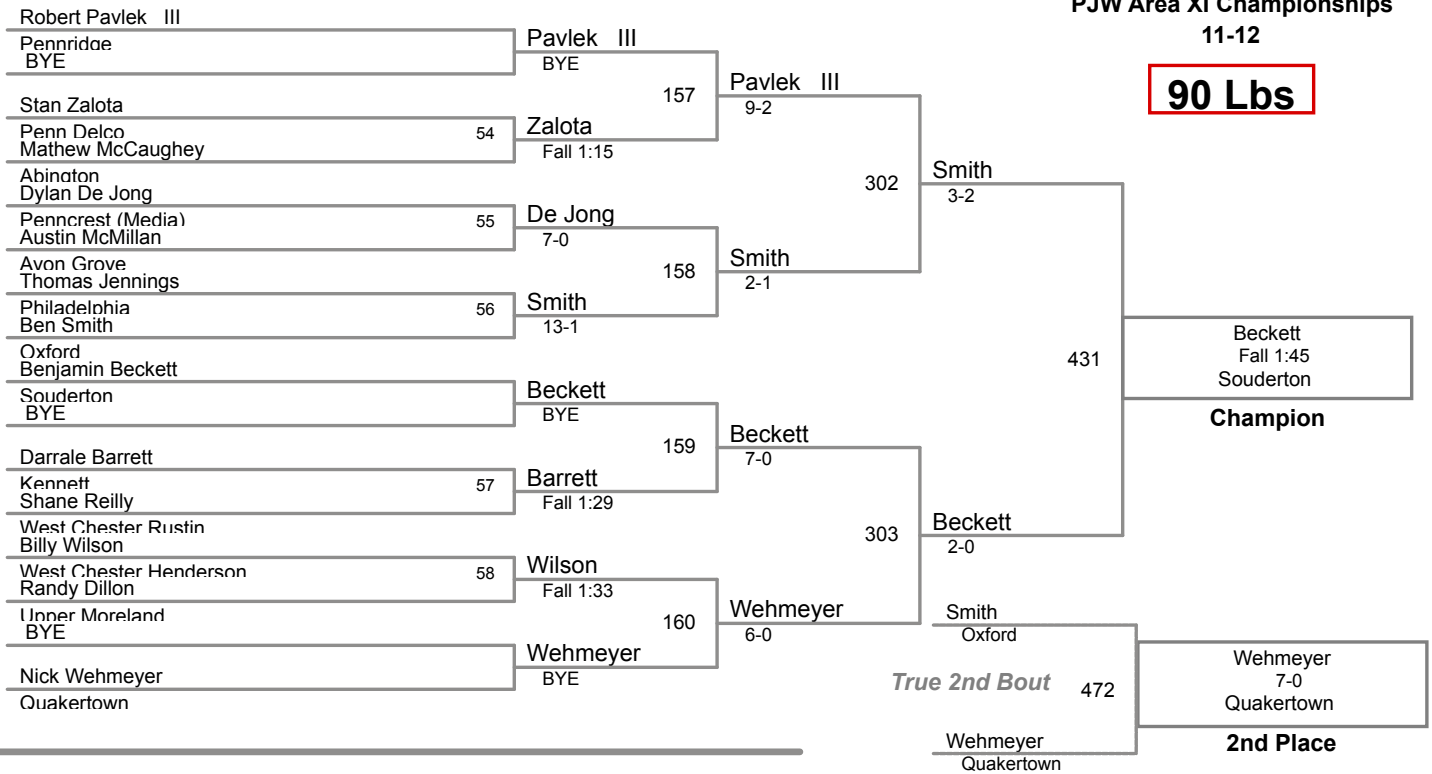 PJW Area XI Championships
11-12
90 Lbs
Robert Pavlek III
Pennridge
BYE
Stan Zalota
Penn Delco
Mathew McCaughey
Abington
Dylan De Jong
Penncrest (Media)
Austin McMillan
Avon Grove
Thomas Jennings
Philadelphia
Ben Smith
Oxford
Benjamin Beckett
Souderton
BYE
Darrale Barrett
Kennett
Shane Reilly
West Chester Rustin
Billy Wilson
West Chester Henderson
Randy Dillon
Upper Moreland
BYE
Nick Wehmeyer
Quakertown
54
55
56
57
58
Pavlek III
BYE
Zalota
Fall 1:15
De Jong
7-0
Smith
13-1
Beckett
BYE
Barrett
Fall 1:29
Wilson
Fall 1:33
Wehmeyer
BYE
157
158
159
160
Pavlek III
9-2
Smith
2-1
Beckett
7-0
Wehmeyer
6-0
302
303
Smith
3-2
Beckett
2-0
431
Beckett
Fall 1:45
Souderton
Champion
Smith
Oxford
True 2nd Bout
472
Wehmeyer
Quakertown
Wehmeyer
7-0
Quakertown
2nd Place